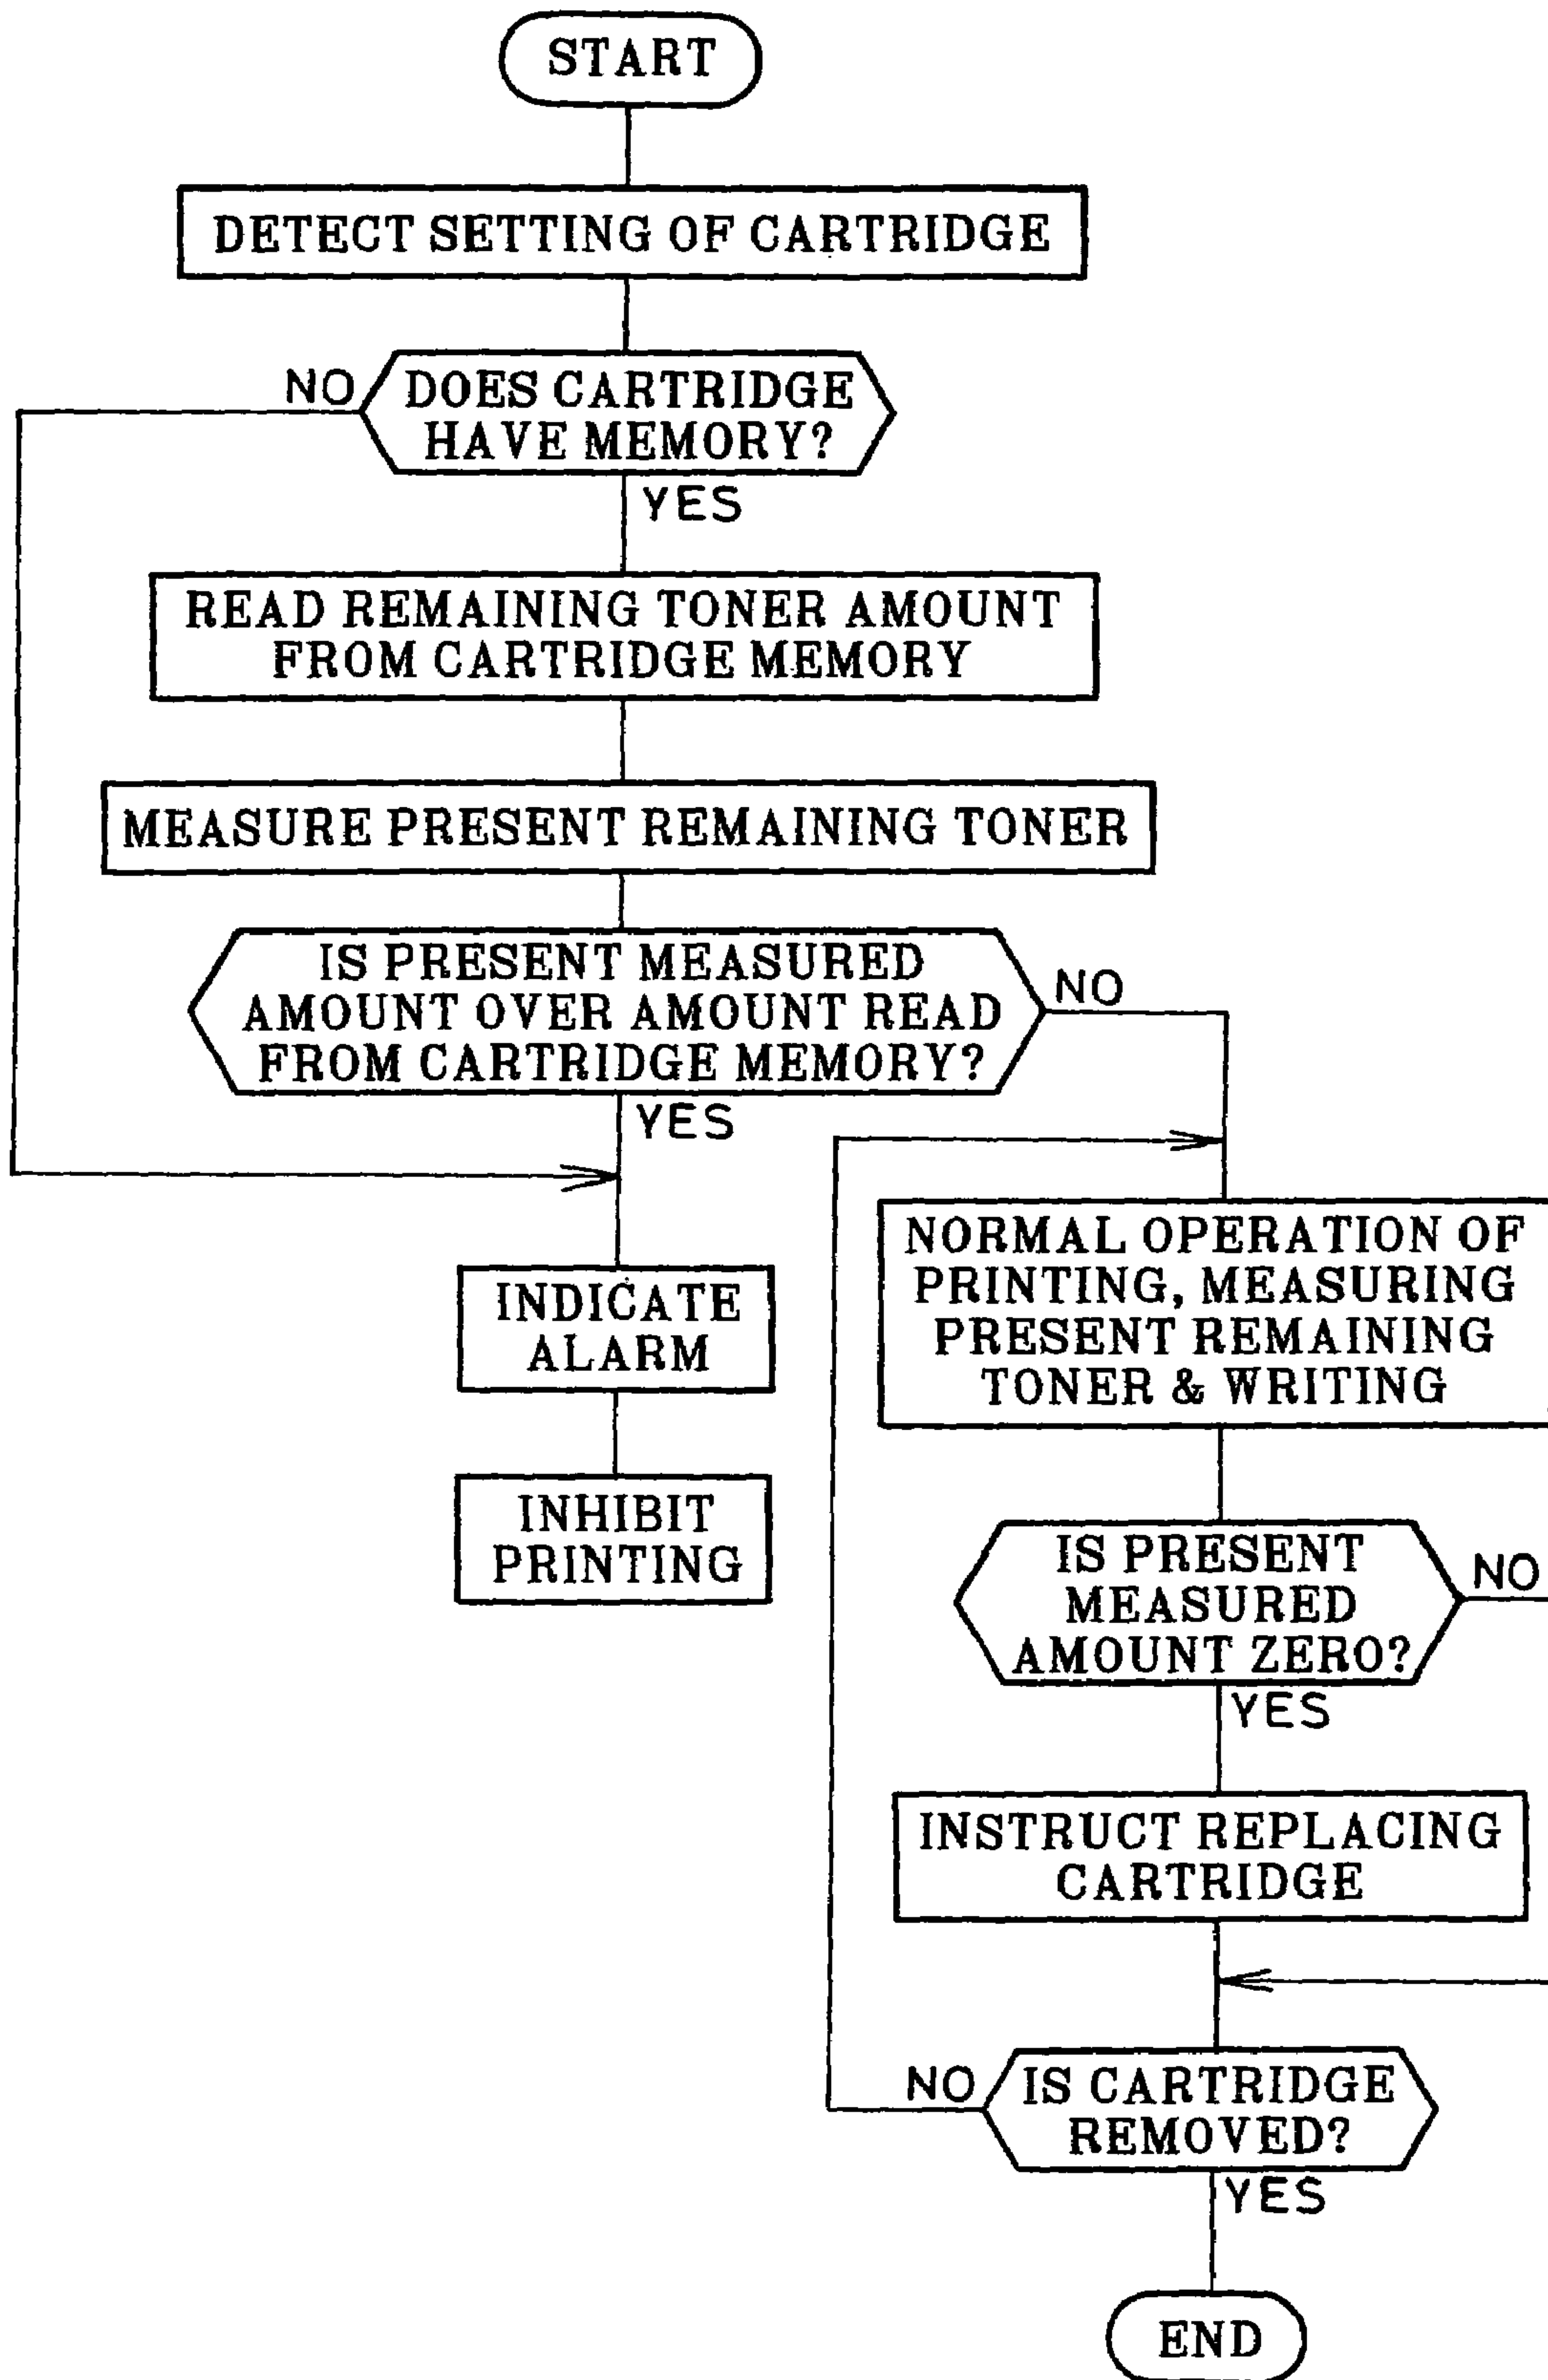 START
DETECT SETTING OF CARTRIDGE
NO
DOES CARTRIDGE
HAVE MEMORY?
YES
READ REMAINING TONER AMOUNT
FROM CARTRIDGE MEMORY
MEASURE PRESENT REMAINING TONER
IS PRESENT MEASURED
AMOUNT OVER AMOUNT READ
FROM CARTRIDGE MEMORY?
NO
YES
INDICATE
ALARM
INHIBIT
PRINTING
NORMAL OPERATION OF
PRINTING, MEASURING
PRESENT REMAINING
TONER & WRITING
IS PRESENT
MEASURED
AMOUNT ZERO?
NO
YES
INSTRUCT REPLACING
CARTRIDGE
NO
IS CARTRIDGE
REMOVED?
YES
END